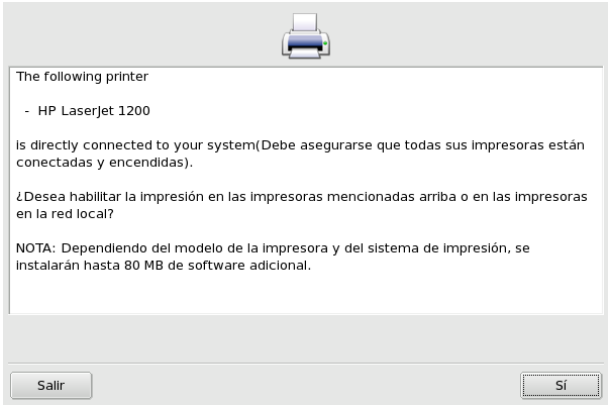 The following printer
- HP LaserJet 1200
is directly connected to your system(Debe asegurarse que todas sus impresoras están
conectadas y encendidas).
¿Desea habilitar la impresión en las impresoras mencionadas arriba o en las impresoras
en la red local?
NOTA: Dependiendo del modelo de la impresora y del sistema de impresión, se
instalarán hasta 80 MB de software adicional.
Salir
Sí